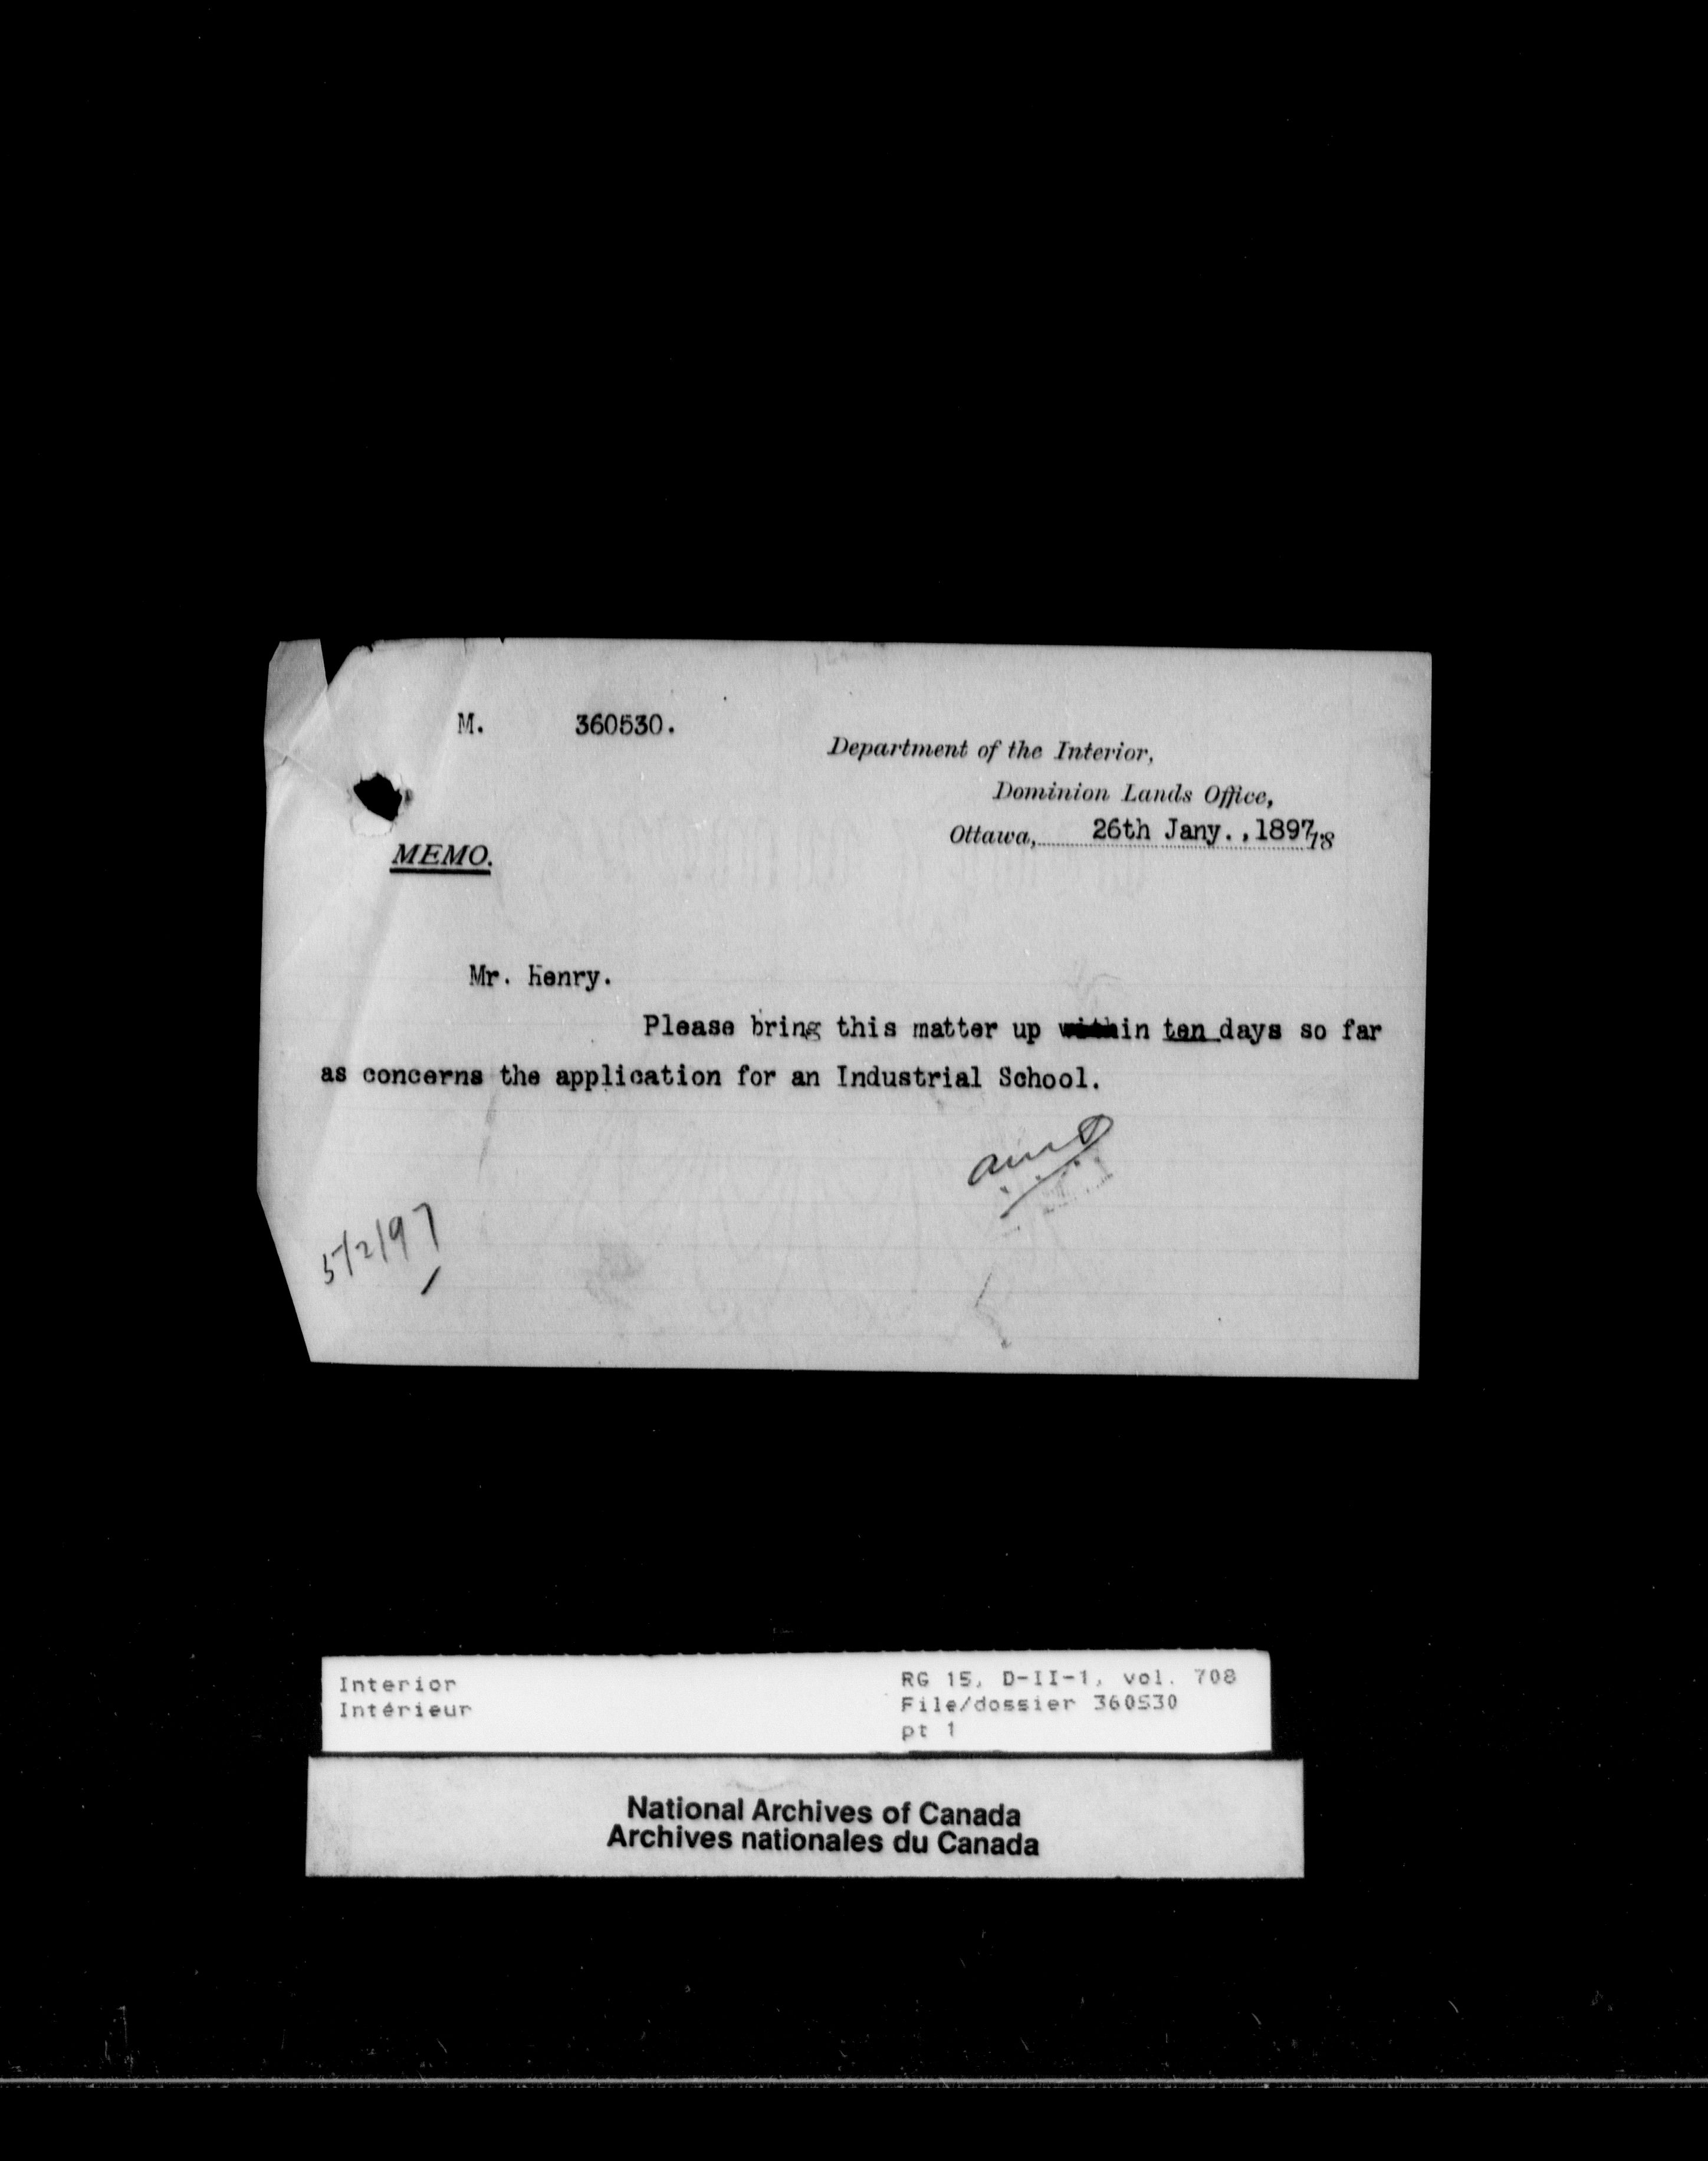 M. 360530.
Department of the Interior,
Dominion Lands Office,
Ottawa, 26th Jany., 1897, 18
MEMO.
Mr. Henry.
Please bring this matter up in ten days so far
as concerns the application for an Industrial School.
5/2/97
Interior
Intérieur
RG 15, D-II-1, vol. 708
File/dossier 360530
pt 1
National Archives of Canada
Archives nationales du Canada